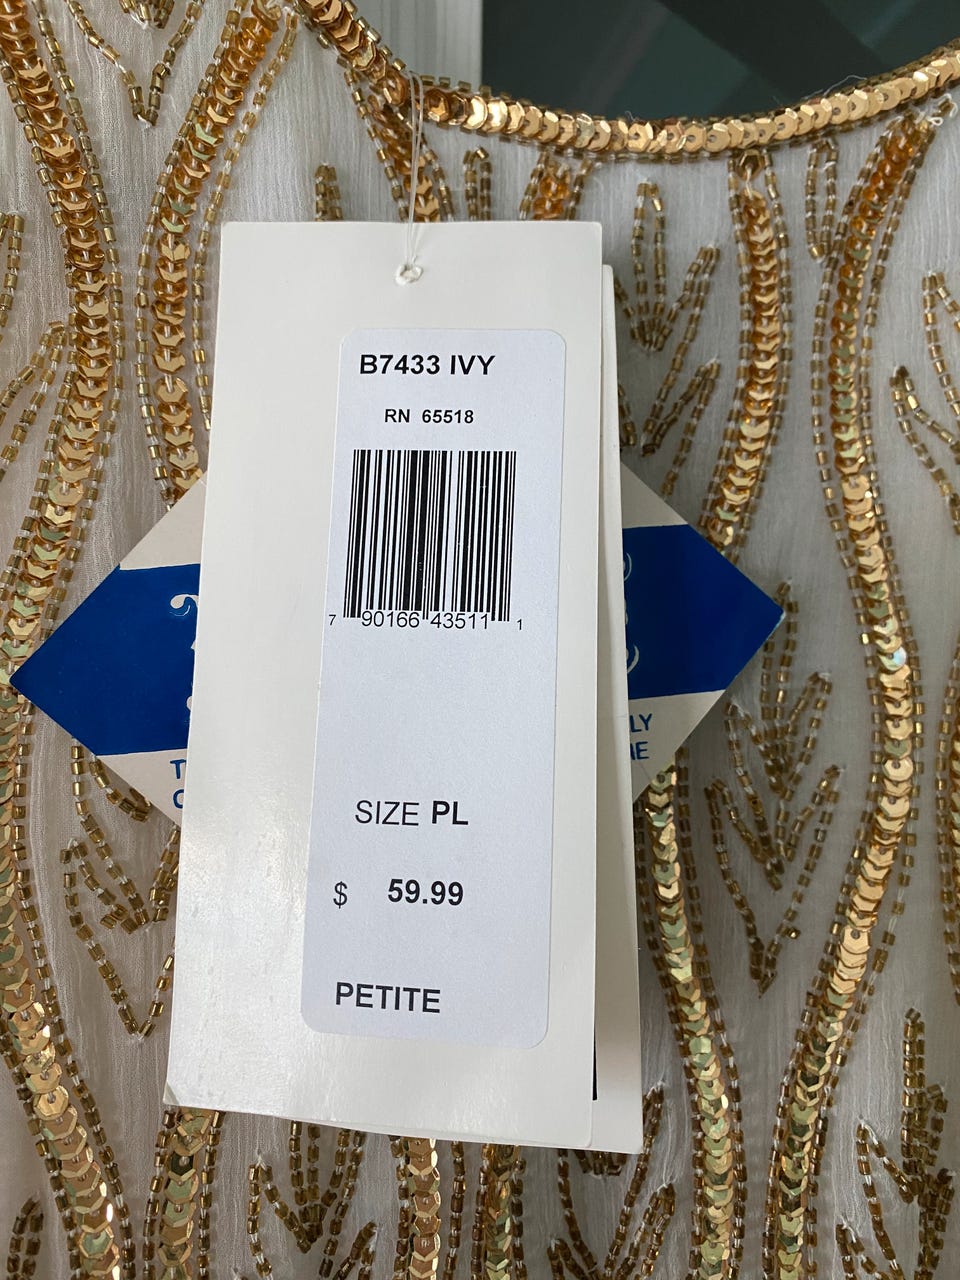 B7433 IVY
RN 65518
7 90166 43511 1
SIZE PL
$ 59.99
PETITE